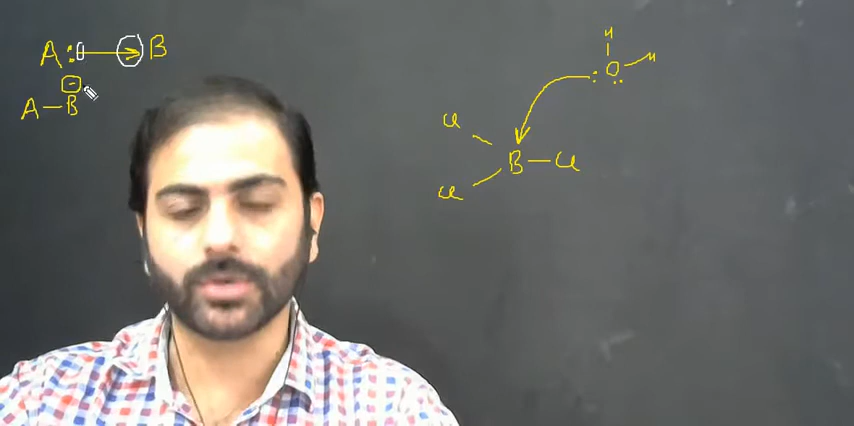 A: → B
⊖
A—B
H
:O—H
Cl
B—Cl
Cl